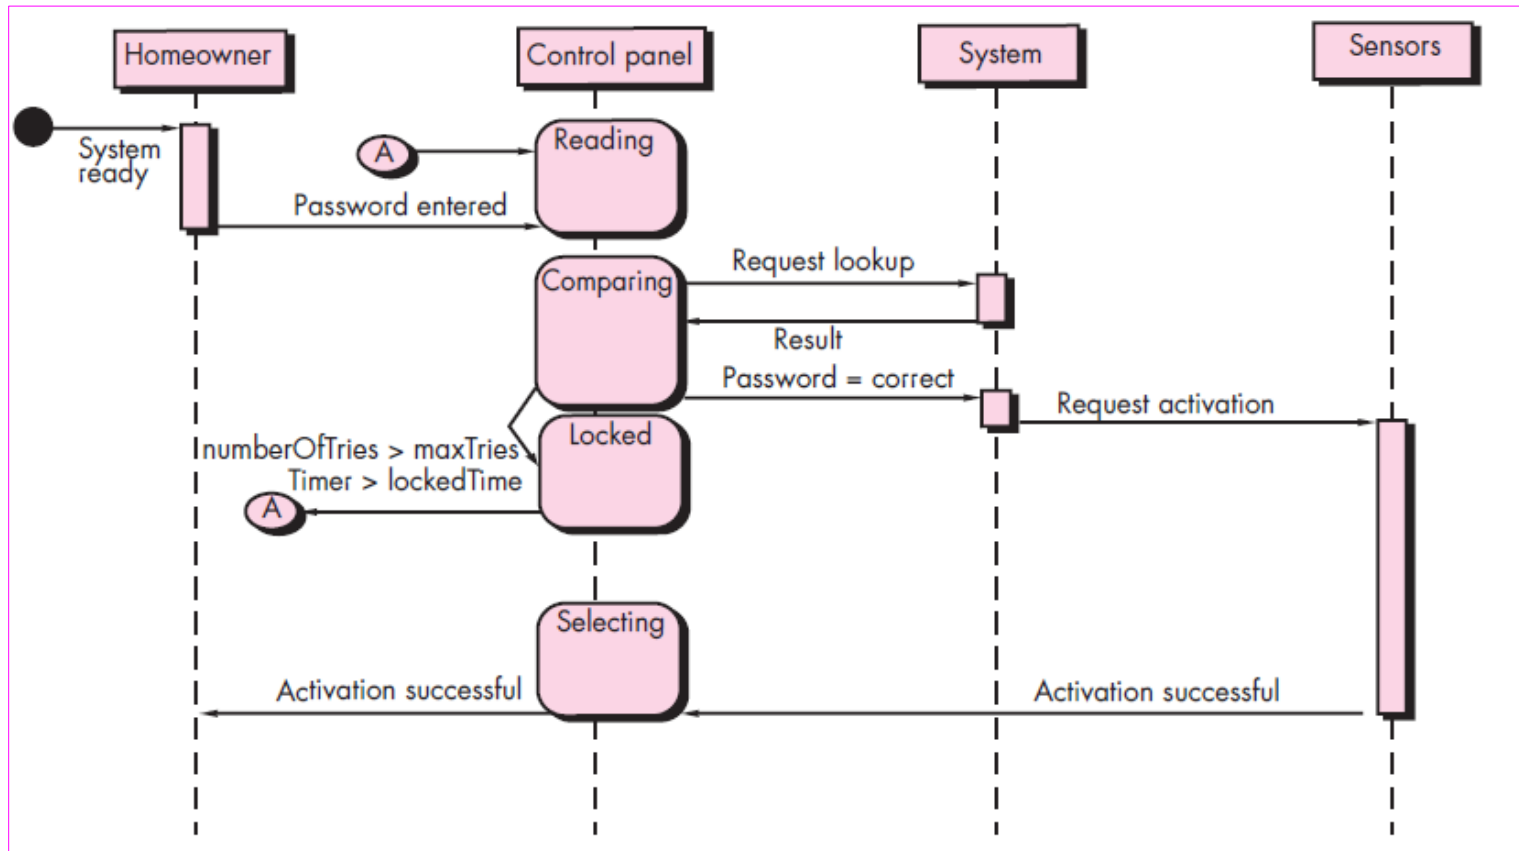 Homeowner
Control panel
System
Sensors
System
ready
A
Reading
Password entered
Comparing
Request lookup
Result
Password = correct
Request activation
Locked
numberOfTries > maxTries
Timer > lockedTime
A
Selecting
Activation successful
Activation successful